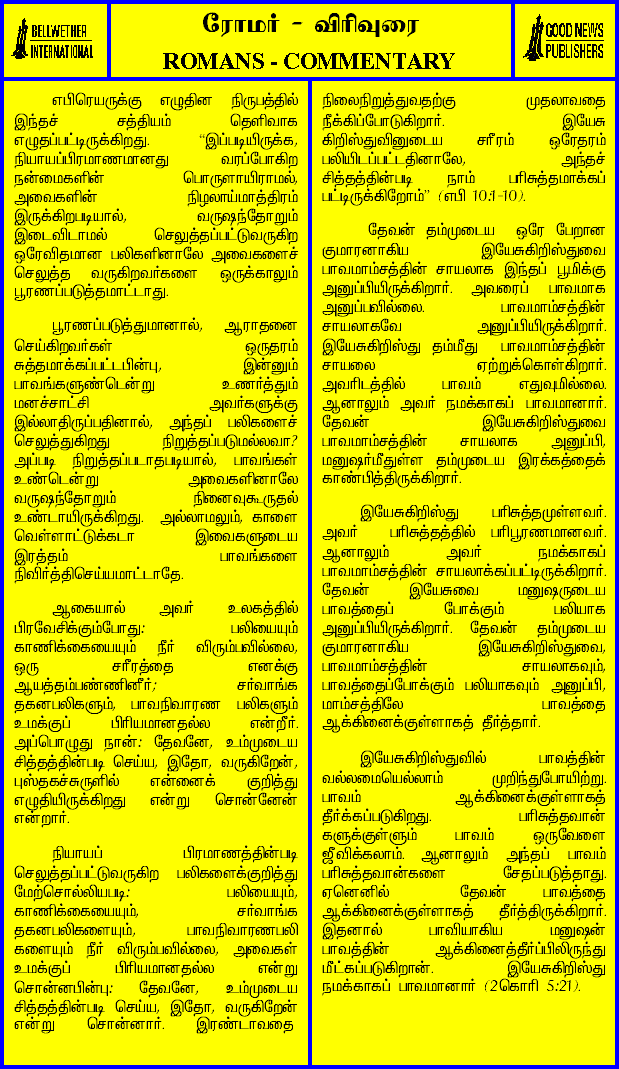 BELLWETHER
INTERNATIONAL
ரோமர் - விரிவுரை
ROMANS - COMMENTARY
GOOD NEWS
PUBLISHERS
எபிரெயருக்கு எழுதின நிருபத்தில்
இந்தச் சத்தியம் தெளிவாக
எழுதப்பட்டிருக்கிறது. “இப்படியிருக்க,
நியாயப்பிரமாணமானது வரப்போகிற
நன்மைகளின் பொருளாயிராமல்,
அவைகளின் நிழலாய்மாத்திரம்
இருக்கிறபடியால், வருஷந்தோறும்
இடைவிடாமல் செலுத்தப்பட்டுவருகிற
ஒரேவிதமான பலிகளினாலே அவைகளைச்
செலுத்த வருகிறவர்களை ஒருக்காலும்
பூரணப்படுத்தமாட்டாது.
பூரணப்படுத்துமானால், ஆராதனை
செய்கிறவர்கள் ஒருதரம்
சுத்தமாக்கப்பட்டபின்பு, இன்னும்
பாவங்களுண்டென்று உணர்த்தும்
மனச்சாட்சி அவர்களுக்கு
இல்லாதிருப்பதினால், அந்தப் பலிகளைச்
செலுத்துகிறது நிறுத்தப்படுமல்லவா?
அப்படி நிறுத்தப்படாதபடியால், பாவங்கள்
உண்டென்று அவைகளினாலே
வருஷந்தோறும் நினைவுகூருதல்
உண்டாயிருக்கிறது. அல்லாமலும், காளை
வெள்ளாட்டுக்கடா இவைகளுடைய
இரத்தம் பாவங்களை
நிவிர்த்திசெய்யமாட்டாதே.
ஆகையால் அவர் உலகத்தில்
பிரவேசிக்கும்போது: பலியையும்
காணிக்கையையும் நீர் விரும்பவில்லை,
ஒரு சரீரத்தை எனக்கு
ஆயத்தம்பண்ணினீர்; சர்வாங்க
தகனபலிகளும், பாவநிவாரண பலிகளும்
உமக்குப் பிரியமானதல்ல என்றீர்.
அப்பொழுது நான்: தேவனே, உம்முடைய
சித்தத்தின்படி செய்ய, இதோ, வருகிறேன்,
புஸ்தகச்சுருளில் என்னைக் குறித்து
எழுதியிருக்கிறது என்று சொன்னேன்
என்றார்.
நியாயப் பிரமாணத்தின்படி
செலுத்தப்பட்டுவருகிற பலிகளைக்குறித்து
மேற்சொல்லியபடி: பலியையும்,
காணிக்கையையும், சர்வாங்க
தகனபலிகளையும், பாவநிவாரணபலி
களையும் நீர் விரும்பவில்லை, அவைகள்
உமக்குப் பிரியமானதல்ல என்று
சொன்னபின்பு: தேவனே, உம்முடைய
சித்தத்தின்படி செய்ய, இதோ, வருகிறேன்
என்று சொன்னார். இரண்டாவதை
நிலைநிறுத்துவதற்கு முதலாவதை
நீக்கிப்போடுகிறார். இயேசு
கிறிஸ்துவினுடைய சரீரம் ஒரேதரம்
பலியிடப்பட்டதினாலே, அந்தச்
சித்தத்தின்படி நாம் பரிசுத்தமாக்கப்
பட்டிருக்கிறோம்” (எபி 10:1-10).
தேவன் தம்முடைய ஒரே பேறான
குமாரனாகிய இயேசுகிறிஸ்துவை
பாவமாம்சத்தின் சாயலாக இந்தப் பூமிக்கு
அனுப்பியிருக்கிறார். அவரைப் பாவமாக
அனுப்பவில்லை. பாவமாம்சத்தின்
சாயலாகவே அனுப்பியிருக்கிறார்.
இயேசுகிறிஸ்து தம்மீது பாவமாம்சத்தின்
சாயலை ஏற்றுக்கொள்கிறார்.
அவரிடத்தில் பாவம் எதுவுமில்லை.
ஆனாலும் அவர் நமக்காகப் பாவமானார்.
தேவன் இயேசுகிறிஸ்துவை
பாவமாம்சத்தின் சாயலாக அனுப்பி,
மனுஷர்மீதுள்ள தம்முடைய இரக்கத்தைக்
காண்பித்திருக்கிறார்.
இயேசுகிறிஸ்து பரிசுத்தமுள்ளவர்.
அவர் பரிசுத்தத்தில் பரிபூரணமானவர்.
ஆனாலும் அவர் நமக்காகப்
பாவமாம்சத்தின் சாயலாக்கப்பட்டிருக்கிறார்.
தேவன் இயேசுவை மனுஷருடைய
பாவத்தைப் போக்கும் பலியாக
அனுப்பியிருக்கிறார். தேவன் தம்முடைய
குமாரனாகிய இயேசுகிறிஸ்துவை,
பாவமாம்சத்தின் சாயலாகவும்,
பாவத்தைப்போக்கும் பலியாகவும் அனுப்பி,
மாம்சத்திலே பாவத்தை
ஆக்கினைக்குள்ளாகத் தீர்த்தார்.
இயேசுகிறிஸ்துவில் பாவத்தின்
வல்லமையெல்லாம் முறிந்துபோயிற்று.
பாவம் ஆக்கினைக்குள்ளாகத்
தீர்க்கப்படுகிறது. பரிசுத்தவான்
களுக்குள்ளும் பாவம் ஒருவேளை
ஜீவிக்கலாம். ஆனாலும் அந்தப் பாவம்
பரிசுத்தவான்களை சேதப்படுத்தாது.
ஏனெனில் தேவன் பாவத்தை
ஆக்கினைக்குள்ளாகத் தீர்த்திருக்கிறார்.
இதனால் பாவியாகிய மனுஷன்
பாவத்தின் ஆக்கினைத்தீர்ப்பிலிருந்து
மீட்கப்படுகிறான். இயேசுகிறிஸ்து
நமக்காகப் பாவமானார் (2கொரி 5:21).